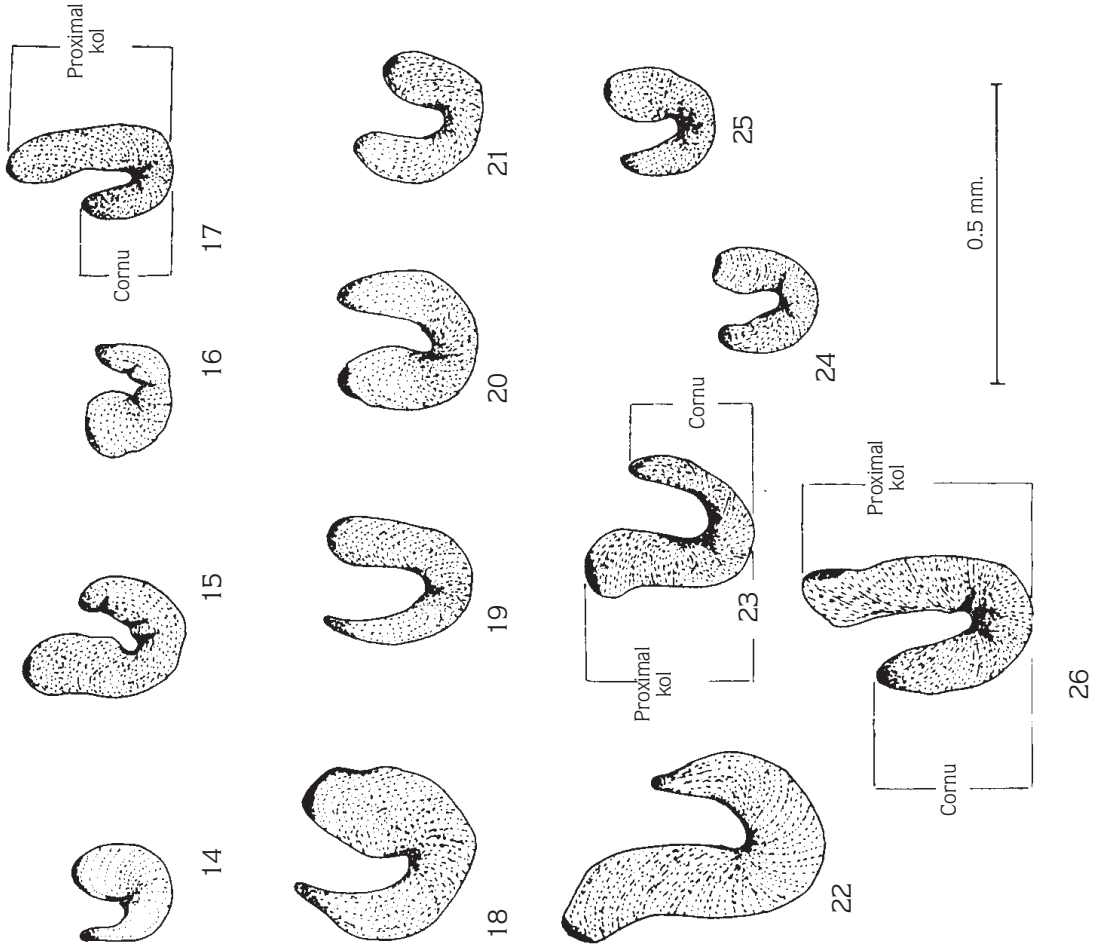 Proximal
kol
Cornu
17
16
15
14
21
20
19
18
25
24
0.5 mm.
Cornu
Proximal
kol
23
22
Proximal
kol
Cornu
26